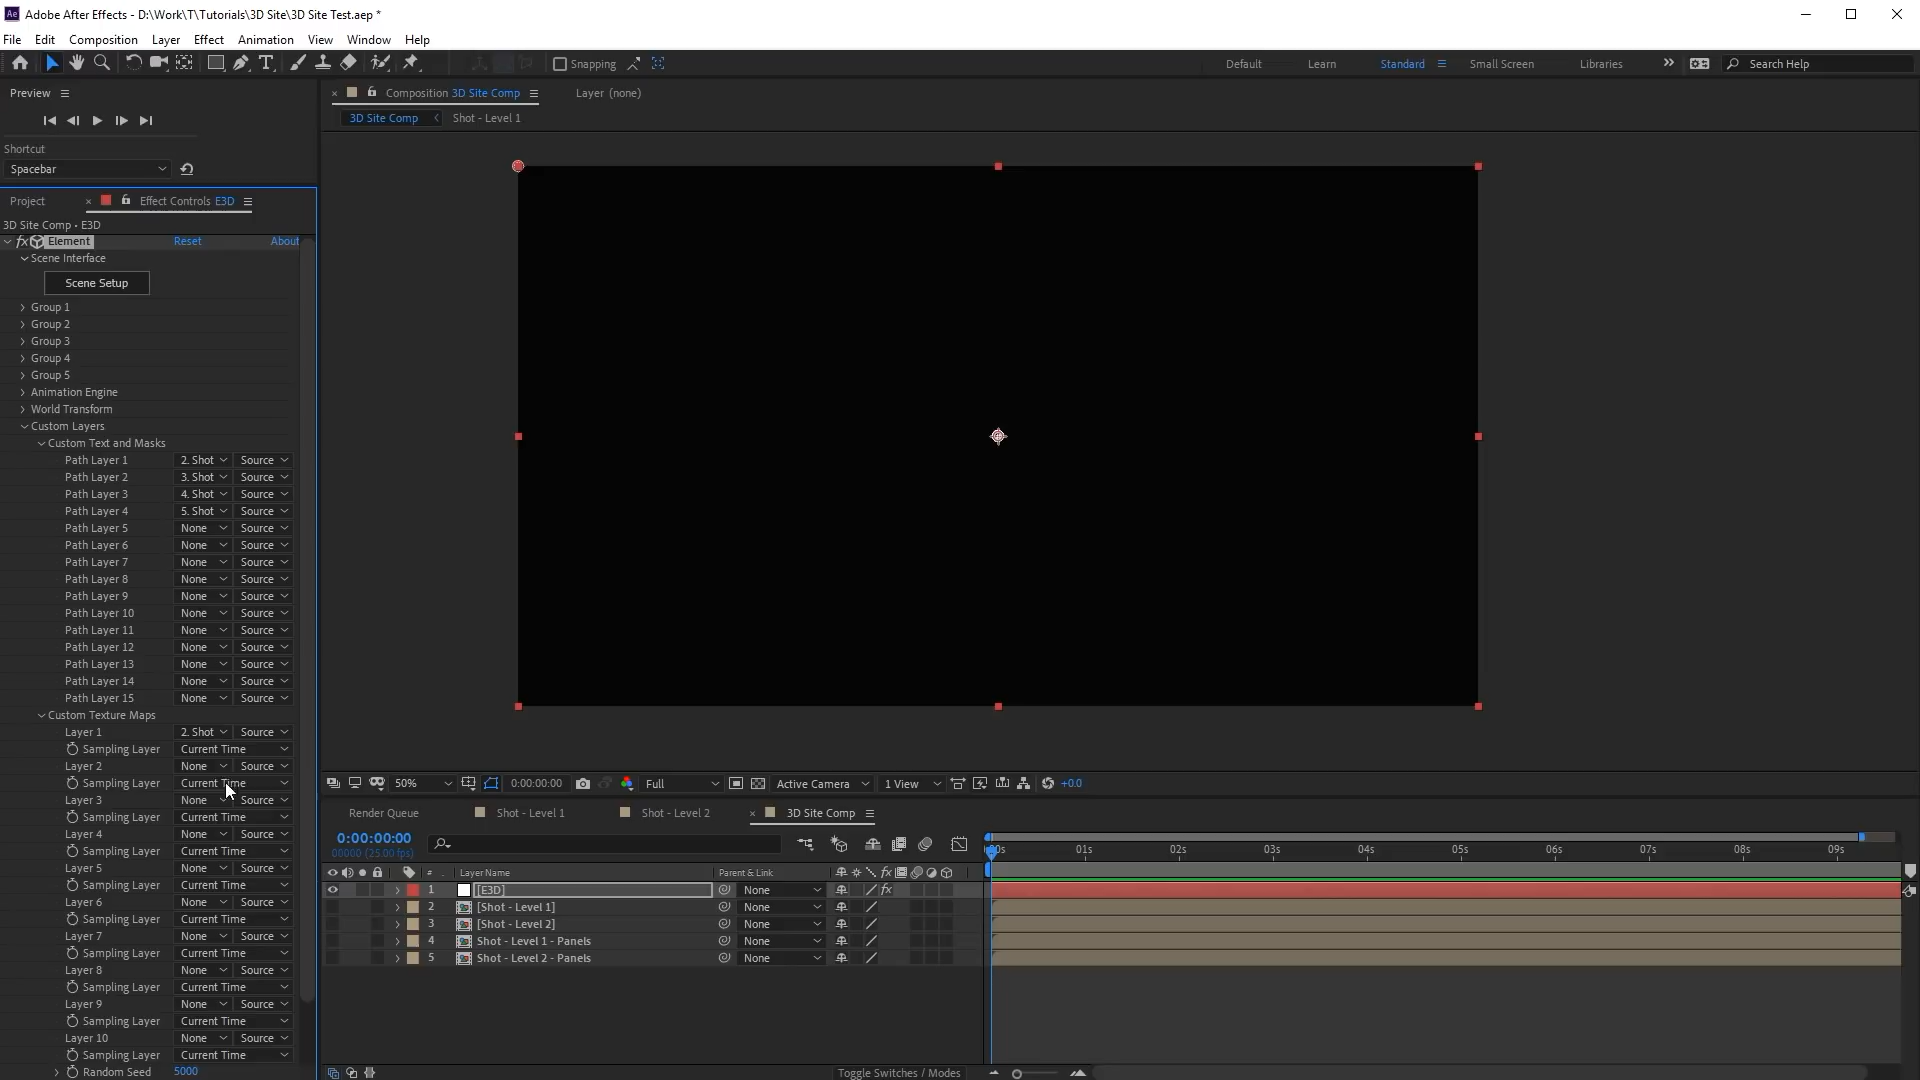 Adobe After Effects - D:\Work\T\Tutorials\3D Site\3D Site Test.aep *
File Edit Composition Layer Effect Animation View Window Help
Snapping Default Learn Standard Small Screen Libraries Search Help
Preview
Shortcut
Spacebar
Project Effect Controls E3D
3D Site Comp • E3D
fx Element Reset About
Scene Interface
Scene Setup
Group 1
Group 2
Group 3
Group 4
Group 5
Animation Engine
World Transform
Custom Layers
Custom Text and Masks
Path Layer 1 2. Shot Source
Path Layer 2 3. Shot Source
Path Layer 3 4. Shot Source
Path Layer 4 5. Shot Source
Path Layer 5 None Source
Path Layer 6 None Source
Path Layer 7 None Source
Path Layer 8 None Source
Path Layer 9 None Source
Path Layer 10 None Source
Path Layer 11 None Source
Path Layer 12 None Source
Path Layer 13 None Source
Path Layer 14 None Source
Path Layer 15 None Source
Custom Texture Maps
Layer 1 2. Shot Source
Sampling Layer Current Time
Layer 2 None Source
Sampling Layer Current Time
Layer 3 None Source
Sampling Layer Current Time
Layer 4 None Source
Sampling Layer Current Time
Layer 5 None Source
Sampling Layer Current Time
Layer 6 None Source
Sampling Layer Current Time
Layer 7 None Source
Sampling Layer Current Time
Layer 8 None Source
Sampling Layer Current Time
Layer 9 None Source
Sampling Layer Current Time
Layer 10 None Source
Sampling Layer Current Time
Random Seed 5000
Composition 3D Site Comp Layer (none)
3D Site Comp Shot - Level 1
50% 0:00:00:00 Full Active Camera 1 View +0.0
Render Queue Shot - Level 1 Shot - Level 2 3D Site Comp
0:00:00:00
00000 (25.00 fps)
00s 01s 02s 03s 04s 05s 06s 07s 08s 09s
# Layer Name Parent & Link
1 [E3D] None fx
2 [Shot - Level 1] None
3 [Shot - Level 2] None
4 Shot - Level 1 - Panels None
5 Shot - Level 2 - Panels None
Toggle Switches / Modes